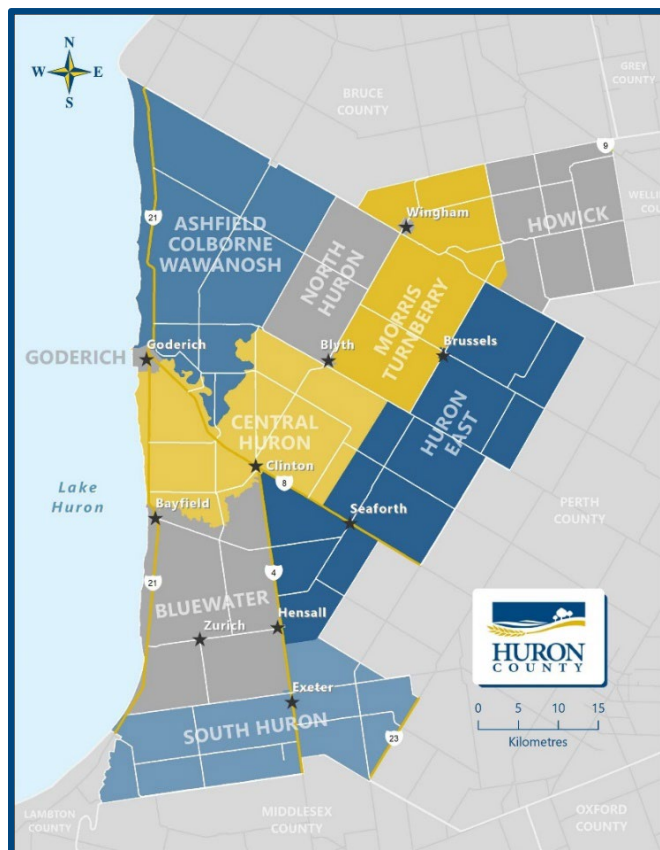 N
W E
S
BRUCE
COUNTY
GREY
COUNTY
9
21
ASHFIELD
COLBORNE
WAWANOSH
Wingham
HOWICK
NORTH
HURON
MORRIS
TURNBERRY
GODERICH
Goderich
Blyth
Brussels
CENTRAL
HURON
HURON
EAST
Lake
Huron
Clinton
8
Bayfield
Seaforth
PERTH
COUNTY
21
4
BLUEWATER
Hensall
Zurich
HURON
COUNTY
Exeter
SOUTH HURON
23
0 5 10 15
Kilometres
LAMBTON
COUNTY
MIDDLESEX
COUNTY
OXFORD
COUNTY